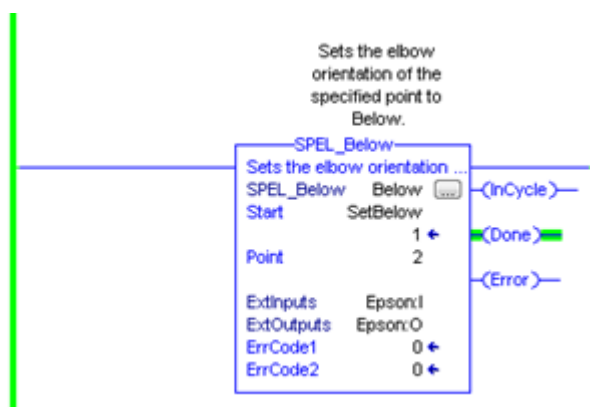 Sets the elbow
orientation of the
specified point to
Below.
SPEL_Below
Sets the elbow orientation ...
SPEL_Below Below ...
Start SetBelow
1
Point 2
ExtInputs Epson:I
ExtOutputs Epson:O
ErrCode1 0
ErrCode2 0
(InCycle)
(Done)
(Error)